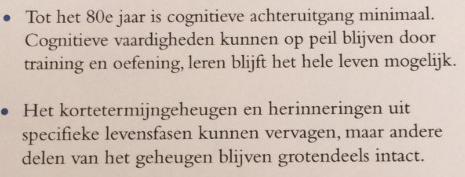 • Tot het 80e jaar is cognitieve achteruitgang minimaal.
Cognitieve vaardigheden kunnen op peil blijven door
training en oefening, leren blijft het hele leven mogelijk.
• Het kortetermijngeheugen en herinneringen uit
specifieke levensfasen kunnen vervagen, maar andere
delen van het geheugen blijven grotendeels intact.